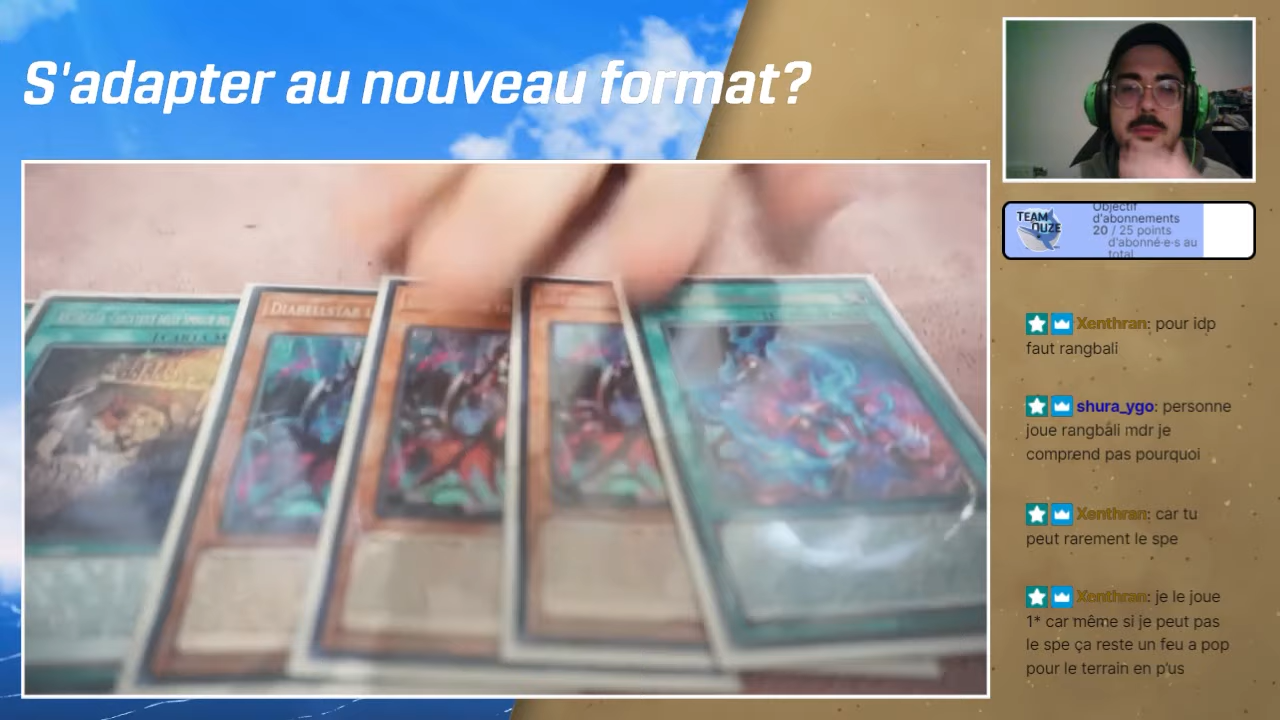 S'adapter au nouveau format?
DIABELLSTAR
TEAM
OUZE
Objectif
d'abonnements
20 / 25 points
d'abonné·e·s au
total
Xenthran: pour idp
faut rangbali
shura_ygo: personne
joue rangbali mdr je
comprend pas pourquoi
Xenthran: car tu
peut rarement le spe
Xenthran: je le joue
1* car même si je peut pas
le spe ça reste un feu a pop
pour le terrain en p'us